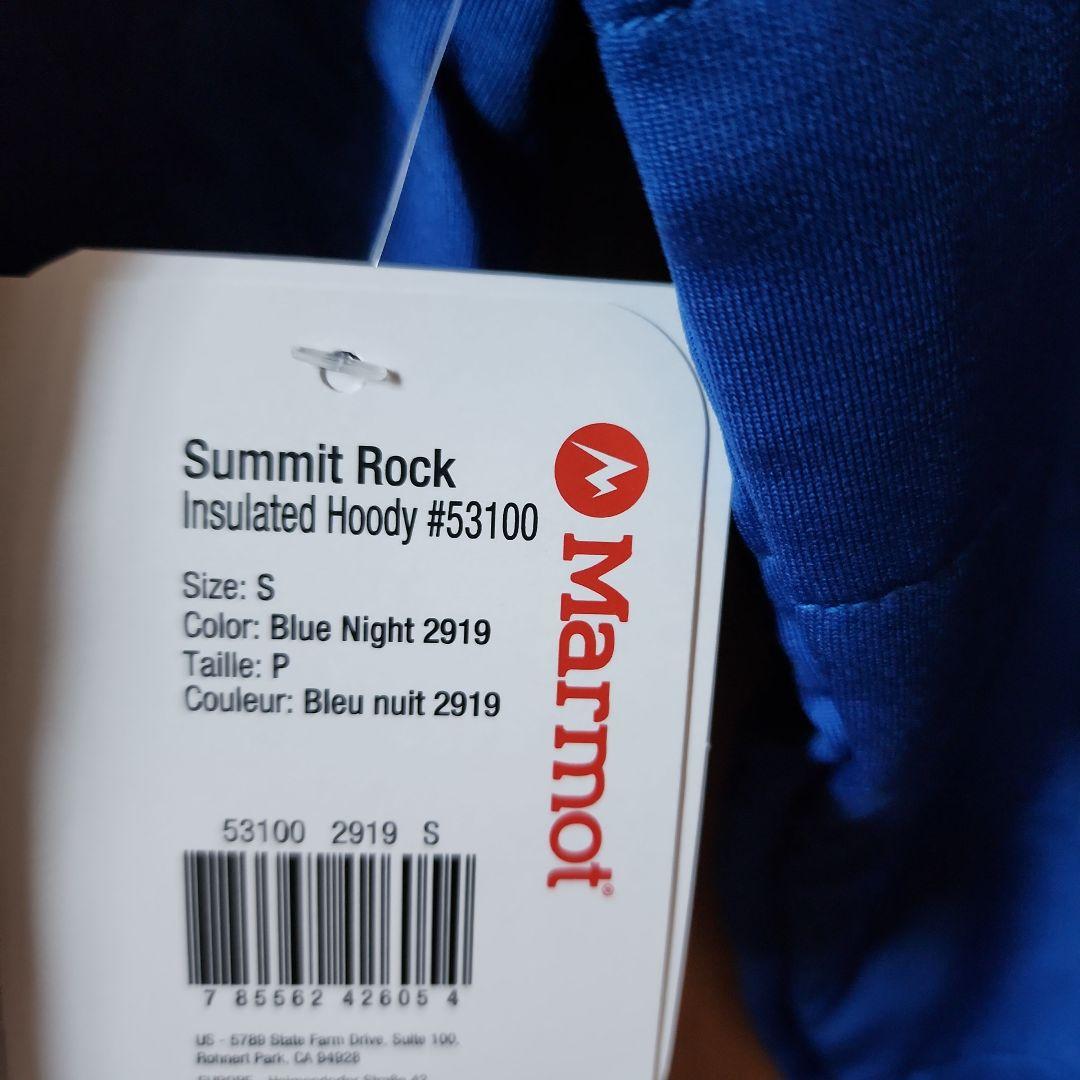 Summit Rock
Insulated Hoody #53100
Size: S
Color: Blue Night 2919
Taille: P
Couleur: Bleu nuit 2919
53100 2919 S
7 85562 42605 4
US - 5789 State Farm Drive, Suite 100,
Rohnert Park, CA 94928
Marmot®